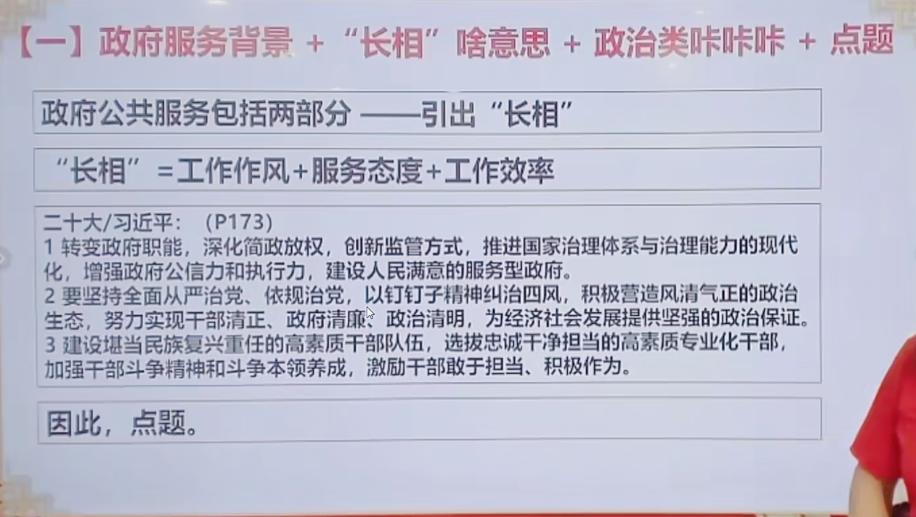 【一】政府服务背景 + “长相”啥意思 + 政治类咔咔咔 + 点题
政府公共服务包括两部分 ——引出“长相”
“长相”=工作作风+服务态度+工作效率
二十大/习近平：（P173）
1 转变政府职能，深化简政放权，创新监管方式，推进国家治理体系与治理能力的现代
化，增强政府公信力和执行力，建设人民满意的服务型政府。
2 要坚持全面从严治党、依规治党，以钉钉子精神纠治四风，积极营造风清气正的政治
生态，努力实现干部清正、政府清廉、政治清明，为经济社会发展提供坚强的政治保证。
3 建设堪当民族复兴重任的高素质干部队伍，选拔忠诚干净担当的高素质专业化干部，
加强干部斗争精神和斗争本领养成，激励干部敢于担当、积极作为。
因此，点题。